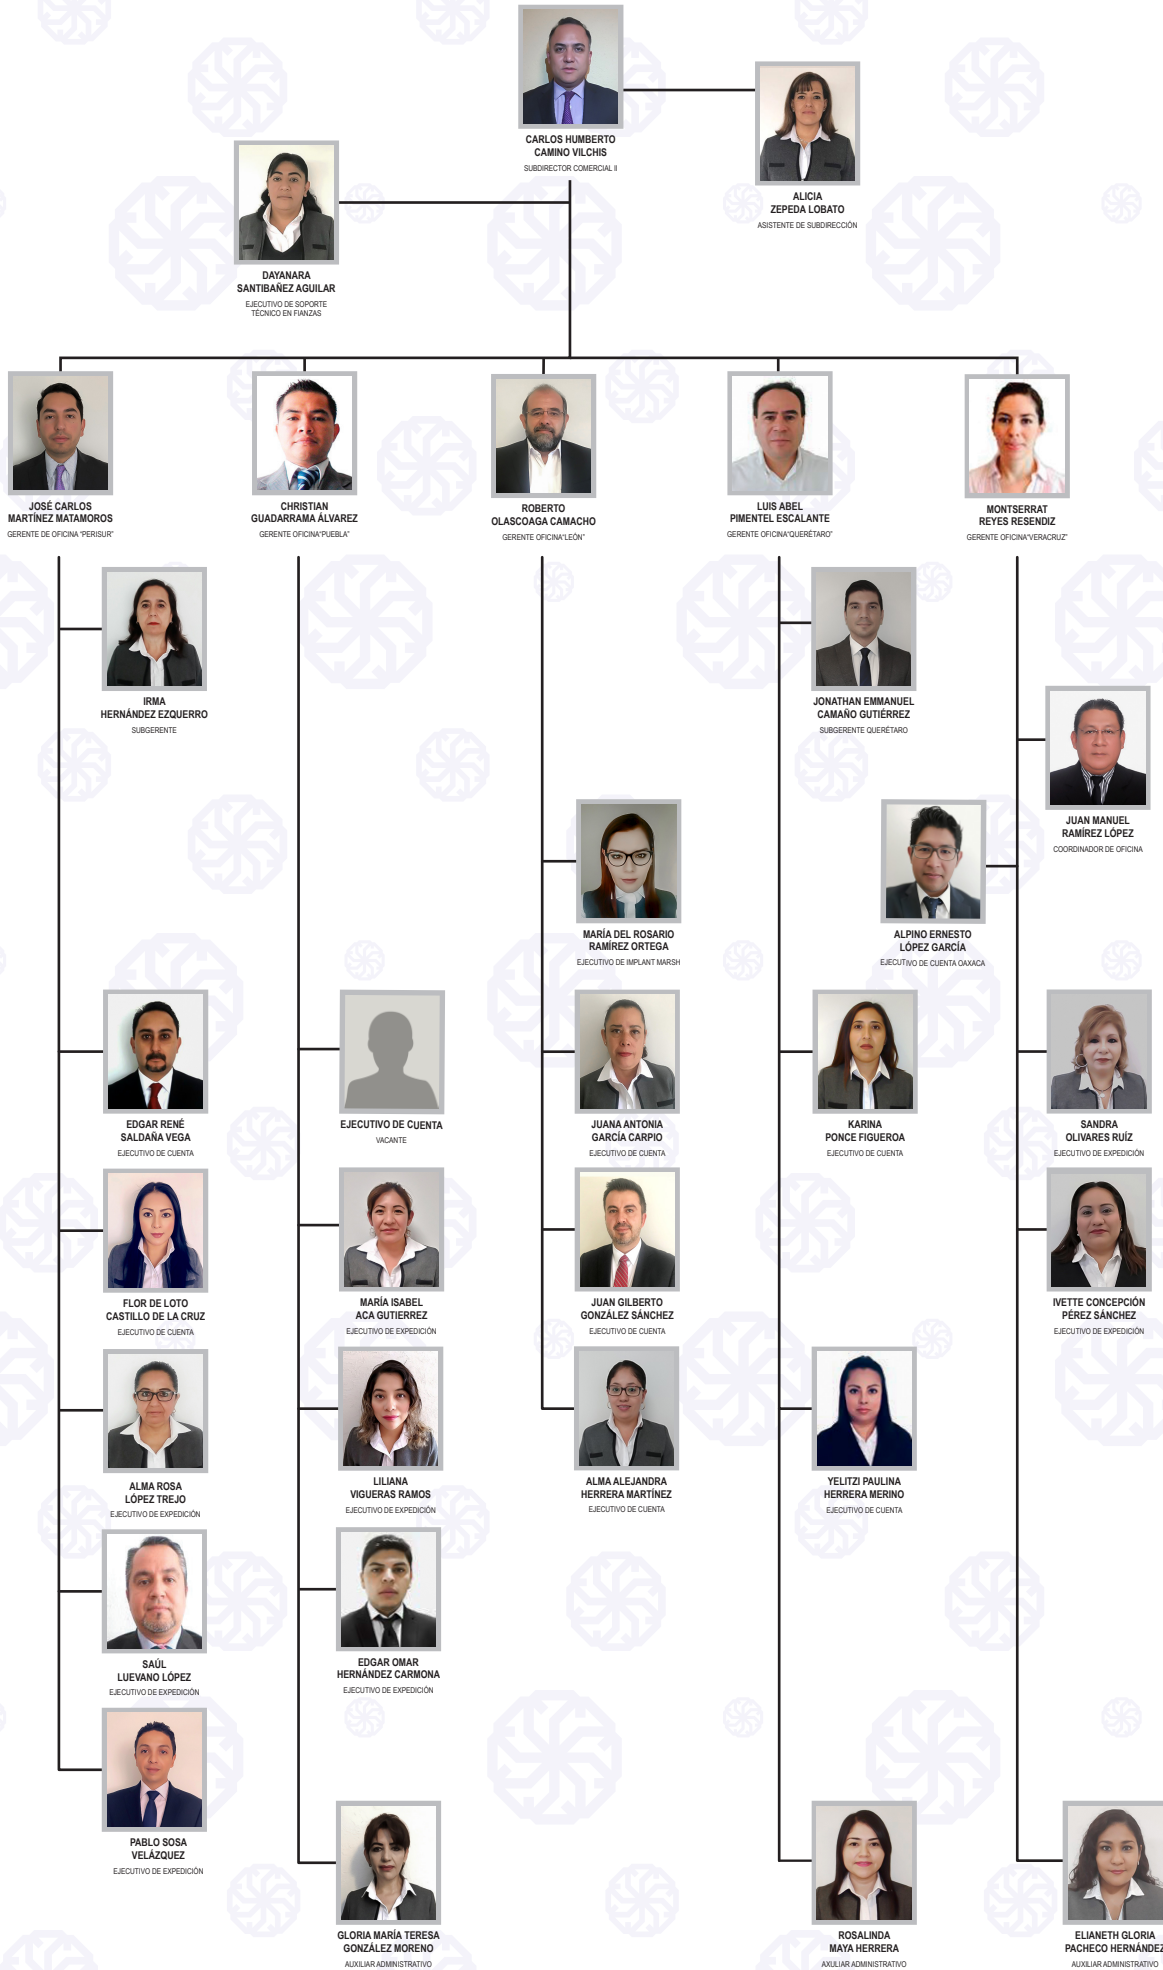 CARLOS HUMBERTO
CAMINO VILCHIS
SUBDIRECTOR COMERCIAL II
ALICIA
ZEPEDA LOBATO
ASISTENTE DE SUBDIRECCIÓN
DAYANARA
SANTIBAÑEZ AGUILAR
EJECUTIVO DE SOPORTE
TÉCNICO EN FIANZAS
JOSÉ CARLOS
MARTÍNEZ MATAMOROS
GERENTE DE OFICINA "PERISUR"
CHRISTIAN
GUADARRAMA ÁLVAREZ
GERENTE OFICINA"PUEBLA"
ROBERTO
OLASCOAGA CAMACHO
GERENTE OFICINA"LEÓN"
LUIS ABEL
PIMENTEL ESCALANTE
GERENTE OFICINA"QUERÉTARO"
MONTSERRAT
REYES RESENDIZ
GERENTE OFICINA"VERACRUZ"
IRMA
HERNÁNDEZ EZQUERRO
SUBGERENTE
JONATHAN EMMANUEL
CAMAÑO GUTIÉRREZ
SUBGERENTE QUERÉTARO
JUAN MANUEL
RAMÍREZ LÓPEZ
COORDINADOR DE OFICINA
MARÍA DEL ROSARIO
RAMÍREZ ORTEGA
EJECUTIVO DE IMPLANT MARSH
ALPINO ERNESTO
LÓPEZ GARCÍA
EJECUTIVO DE CUENTA OAXACA
EDGAR RENÉ
SALDAÑA VEGA
EJECUTIVO DE CUENTA
EJECUTIVO DE CUENTA
VACANTE
JUANA ANTONIA
GARCÍA CARPIO
EJECUTIVO DE CUENTA
KARINA
PONCE FIGUEROA
EJECUTIVO DE CUENTA
SANDRA
OLIVARES RUÍZ
EJECUTIVO DE EXPEDICIÓN
FLOR DE LOTO
CASTILLO DE LA CRUZ
EJECUTIVO DE CUENTA
MARÍA ISABEL
ACA GUTIERREZ
EJECUTIVO DE EXPEDICIÓN
JUAN GILBERTO
GONZÁLEZ SÁNCHEZ
EJECUTIVO DE CUENTA
IVETTE CONCEPCIÓN
PÉREZ SÁNCHEZ
EJECUTIVO DE EXPEDICIÓN
ALMA ROSA
LÓPEZ TREJO
EJECUTIVO DE EXPEDICIÓN
LILIANA
VIGUERAS RAMOS
EJECUTIVO DE EXPEDICIÓN
ALMA ALEJANDRA
HERRERA MARTÍNEZ
EJECUTIVO DE CUENTA
YELITZI PAULINA
HERRERA MERINO
EJECUTIVO DE CUENTA
SAÚL
LUEVANO LÓPEZ
EJECUTIVO DE EXPEDICIÓN
EDGAR OMAR
HERNÁNDEZ CARMONA
EJECUTIVO DE EXPEDICIÓN
PABLO SOSA
VELÁZQUEZ
EJECUTIVO DE EXPEDICIÓN
GLORIA MARÍA TERESA
GONZÁLEZ MORENO
AUXILIAR ADMINISTRATIVO
ROSALINDA
MAYA HERRERA
AXULIAR ADMINISTRATIVO
ELIANETH GLORIA
PACHECO HERNÁNDEZ
AUXILIAR ADMINISTRATIVO